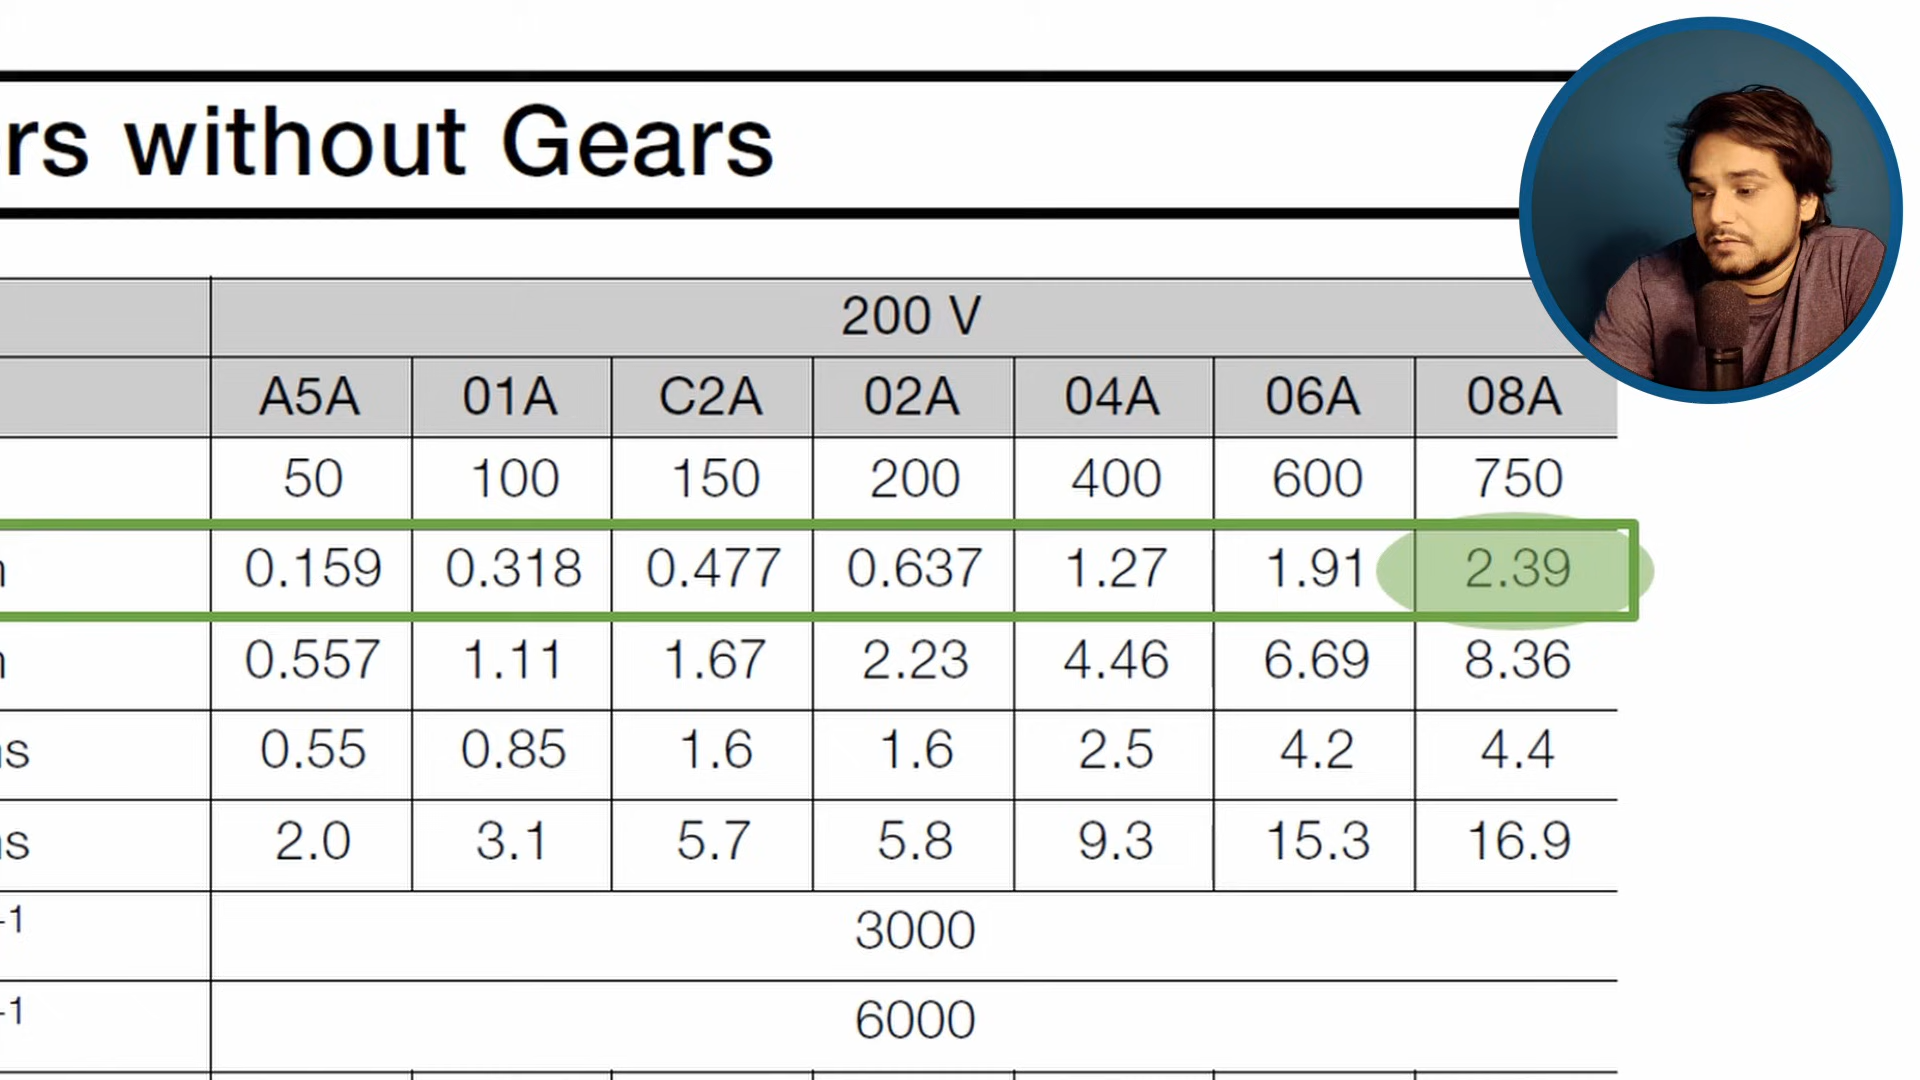 rs without Gears
200 V
A5A 01A C2A 02A 04A 06A 08A
50 100 150 200 400 600 750
0.159 0.318 0.477 0.637 1.27 1.91 2.39
0.557 1.11 1.67 2.23 4.46 6.69 8.36
s 0.55 0.85 1.6 1.6 2.5 4.2 4.4
s 2.0 3.1 5.7 5.8 9.3 15.3 16.9
-1 3000
-1 6000